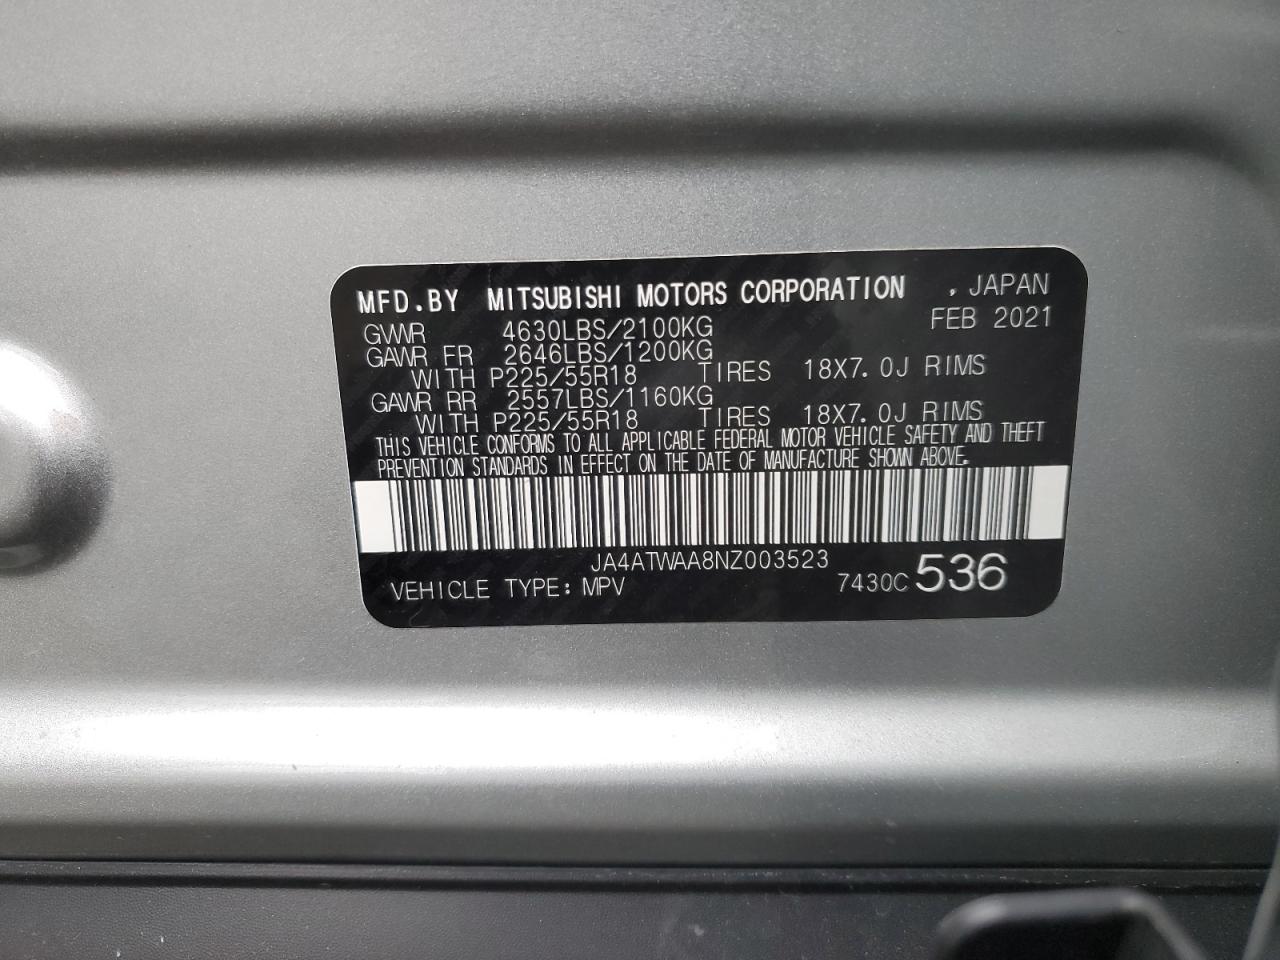 MFD.BY MITSUBISHI MOTORS CORPORATION , JAPAN
GVWR 4630LBS/2100KG FEB 2021
GAWR FR 2646LBS/1200KG
WITH P225/55R18 TIRES 18X7.0J RIMS
GAWR RR 2557LBS/1160KG
WITH P225/55R18 TIRES 18X7.0J RIMS
THIS VEHICLE CONFORMS TO ALL APPLICABLE FEDERAL MOTOR VEHICLE SAFETY AND THEFT
PREVENTION STANDARDS IN EFFECT ON THE DATE OF MANUFACTURE SHOWN ABOVE.
JA4ATWAA8NZ003523
VEHICLE TYPE: MPV 7430C 536